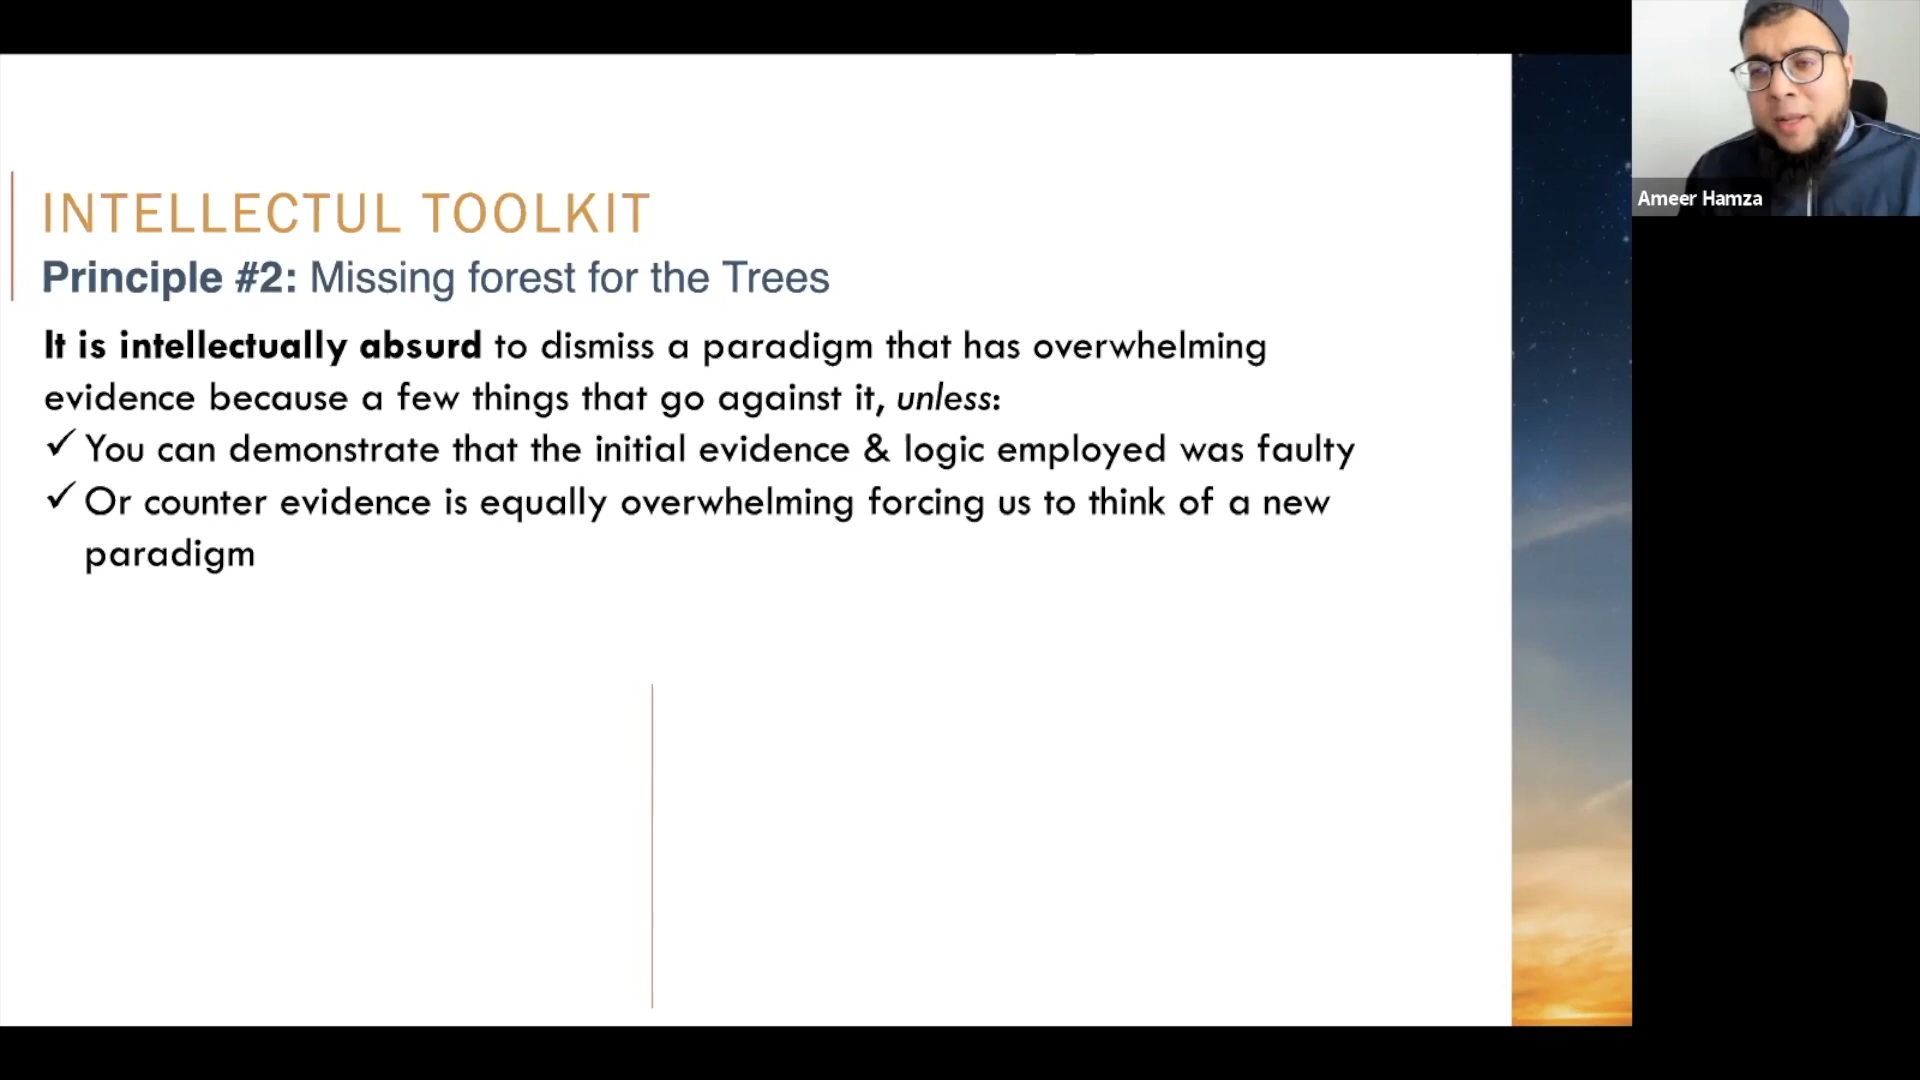 INTELLECTUL TOOLKIT
Principle #2: Missing forest for the Trees
It is intellectually absurd to dismiss a paradigm that has overwhelming
evidence because a few things that go against it, unless:
✓ You can demonstrate that the initial evidence & logic employed was faulty
✓ Or counter evidence is equally overwhelming forcing us to think of a new
paradigm
Ameer Hamza